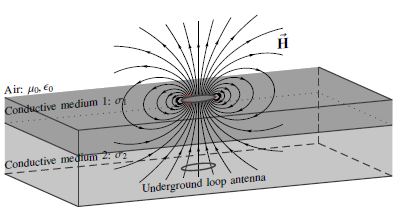 H
Air: μ₀, ϵ₀
Conductive medium 1: σ₁
Conductive medium 2: σ₂
Underground loop antenna